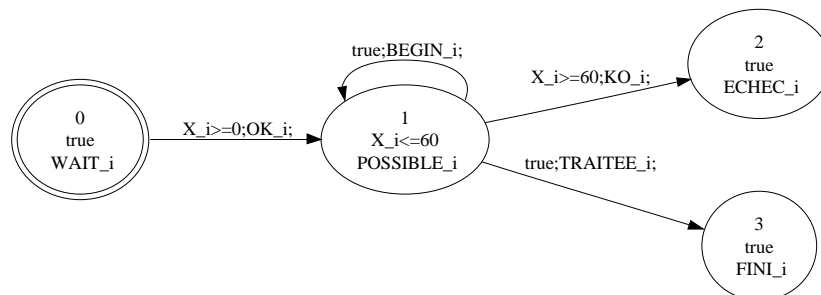 0
true
WAIT_i
X_i>=0;OK_i;
true;BEGIN_i;
1
X_i<=60
POSSIBLE_i
X_i>=60;KO_i;
2
true
ECHEC_i
true;TRAITEE_i;
3
true
FINI_i